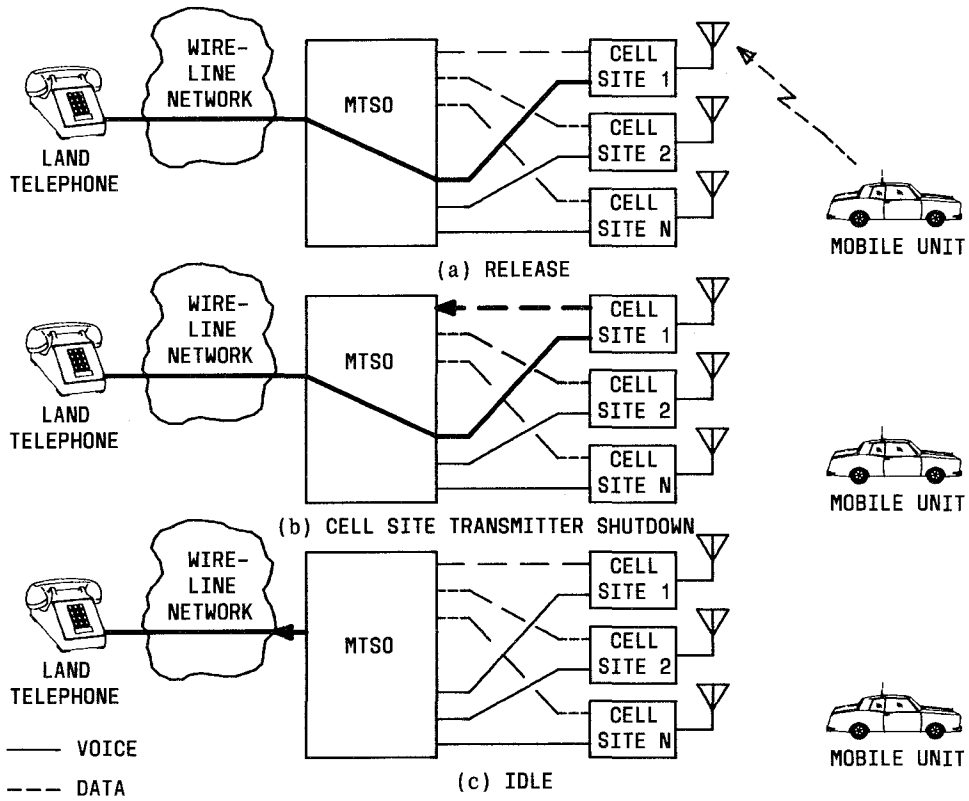 WIRE-
LINE
NETWORK
LAND
TELEPHONE
MTSO
CELL
SITE 1
CELL
SITE 2
CELL
SITE N
MOBILE UNIT
(a) RELEASE
WIRE-
LINE
NETWORK
LAND
TELEPHONE
MTSO
CELL
SITE 1
CELL
SITE 2
CELL
SITE N
MOBILE UNIT
(b) CELL SITE TRANSMITTER SHUTDOWN
WIRE-
LINE
NETWORK
LAND
TELEPHONE
MTSO
CELL
SITE 1
CELL
SITE 2
CELL
SITE N
MOBILE UNIT
VOICE
DATA
(c) IDLE